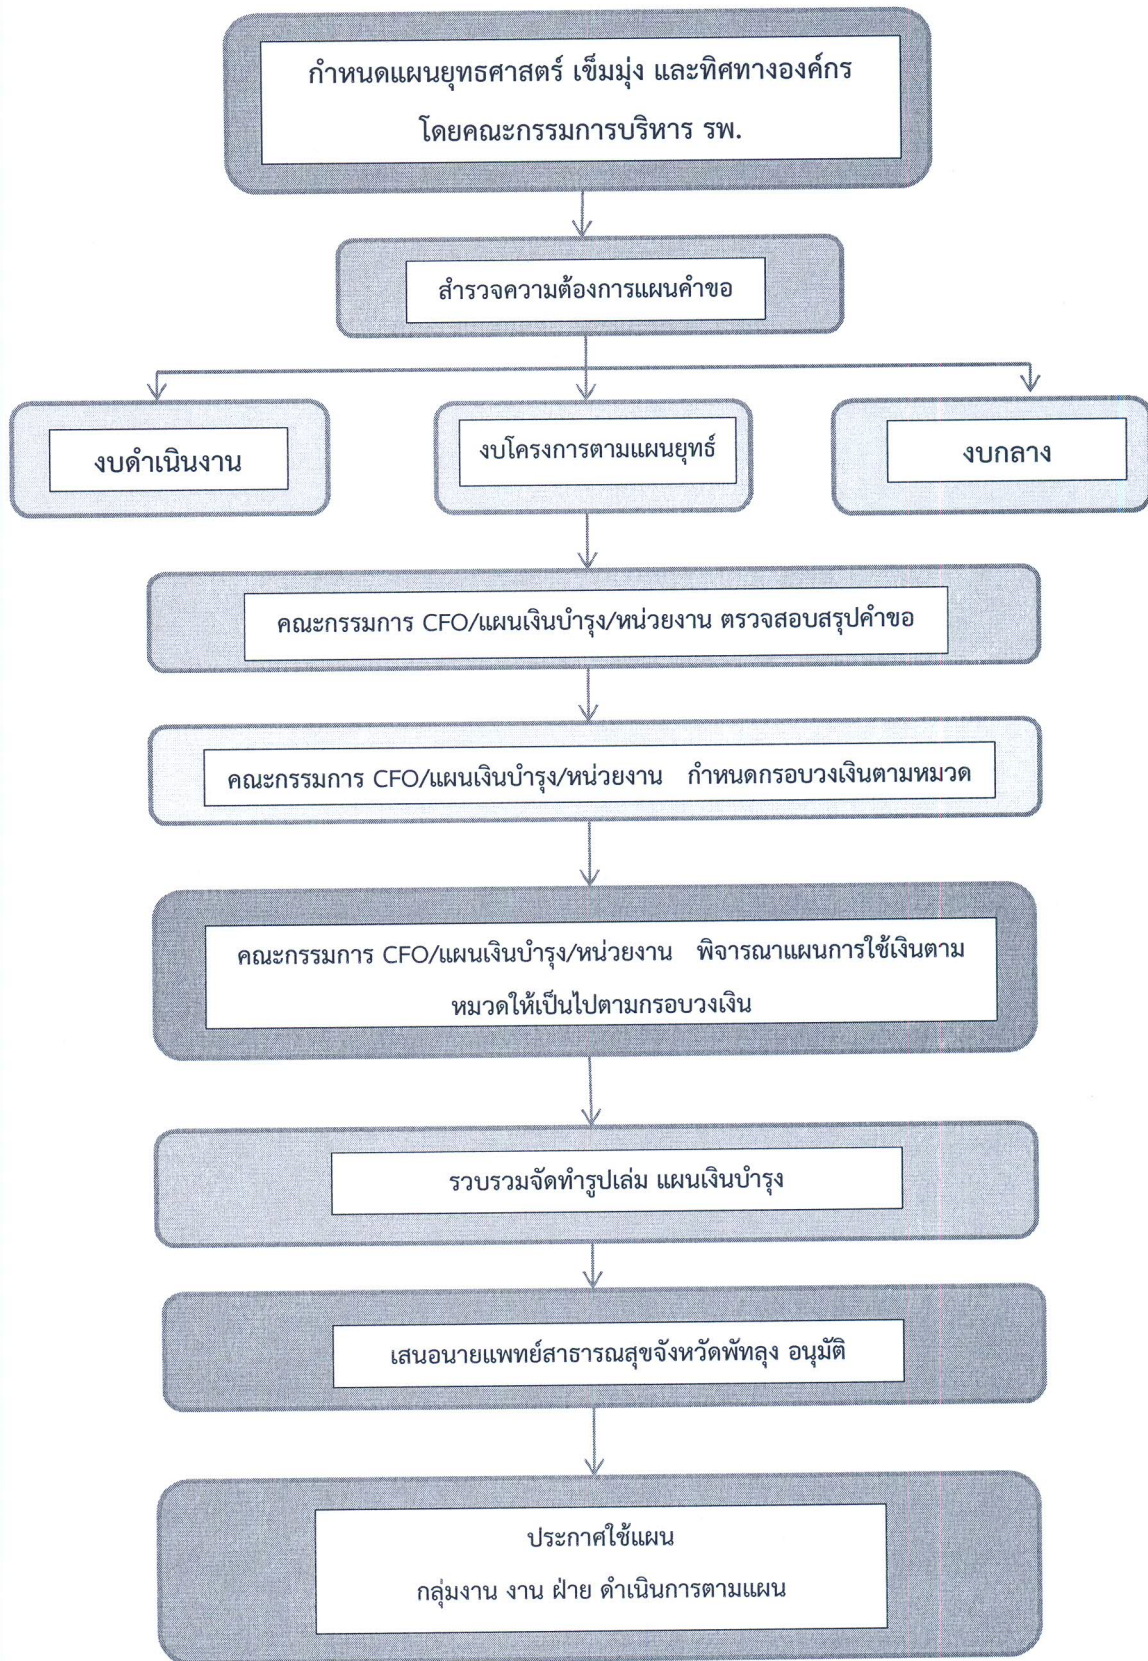 กำหนดแผนยุทธศาสตร์ เข็มมุ่ง และทิศทางองค์กร
โดยคณะกรรมการบริหาร รพ.
สำรวจความต้องการแผนคำขอ
งบดำเนินงาน
งบโครงการตามแผนยุทธ์
งบกลาง
คณะกรรมการ CFO/แผนเงินบำรุง/หน่วยงาน ตรวจสอบสรุปคำขอ
คณะกรรมการ CFO/แผนเงินบำรุง/หน่วยงาน กำหนดกรอบวงเงินตามหมวด
คณะกรรมการ CFO/แผนเงินบำรุง/หน่วยงาน พิจารณาแผนการใช้เงินตาม
หมวดให้เป็นไปตามกรอบวงเงิน
รวบรวมจัดทำรูปเล่ม แผนเงินบำรุง
เสนอนายแพทย์สาธารณสุขจังหวัดพัทลุง อนุมัติ
ประกาศใช้แผน
กลุ่มงาน งาน ฝ่าย ดำเนินการตามแผน